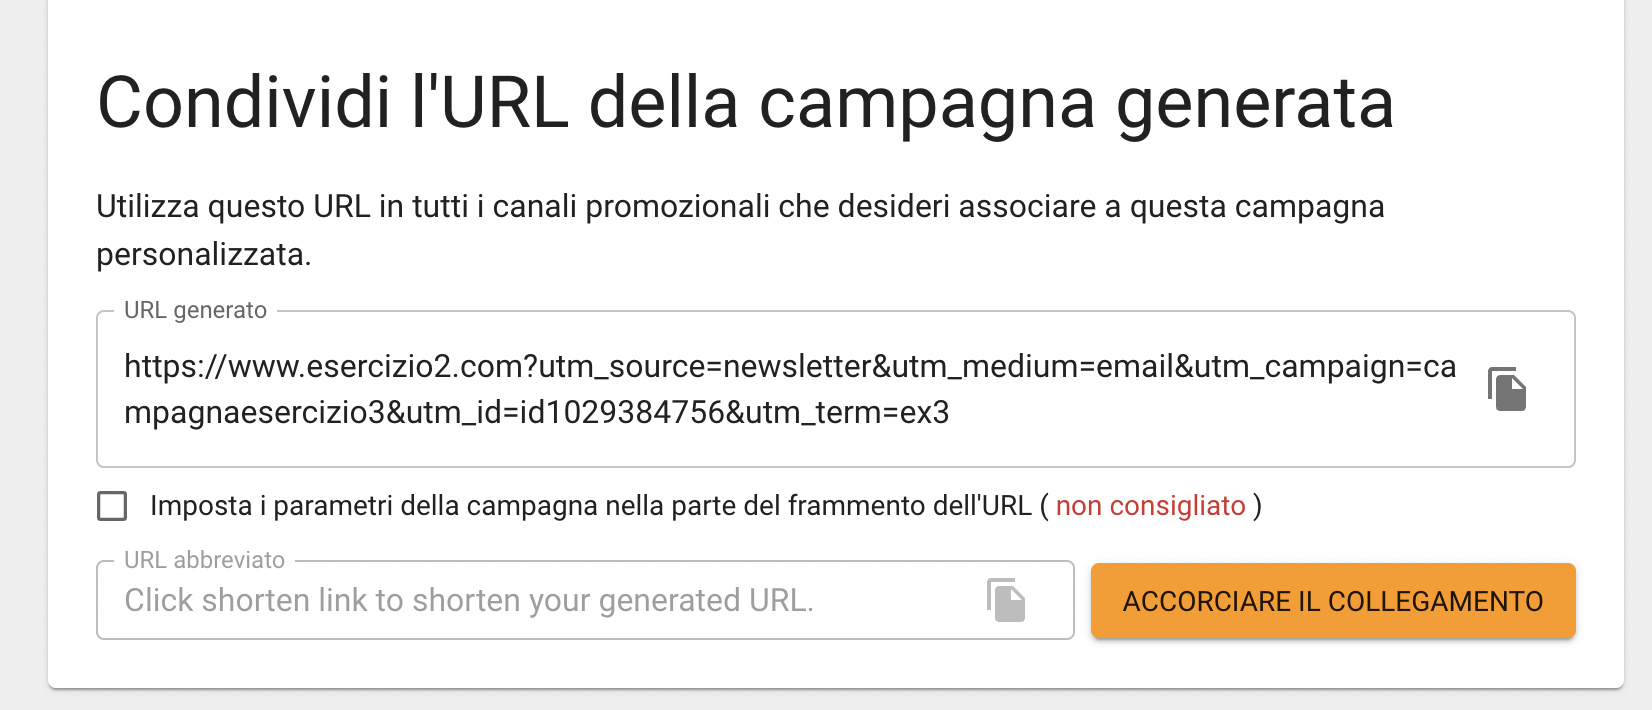 Condividi l'URL della campagna generata
Utilizza questo URL in tutti i canali promozionali che desideri associare a questa campagna
personalizzata.
URL generato
https://www.esercizio2.com?utm_source=newsletter&utm_medium=email&utm_campaign=ca
mpagnaesercizio3&utm_id=id1029384756&utm_term=ex3
Imposta i parametri della campagna nella parte del frammento dell'URL ( non consigliato )
URL abbreviato
Click shorten link to shorten your generated URL.
ACCORCIARE IL COLLEGAMENTO